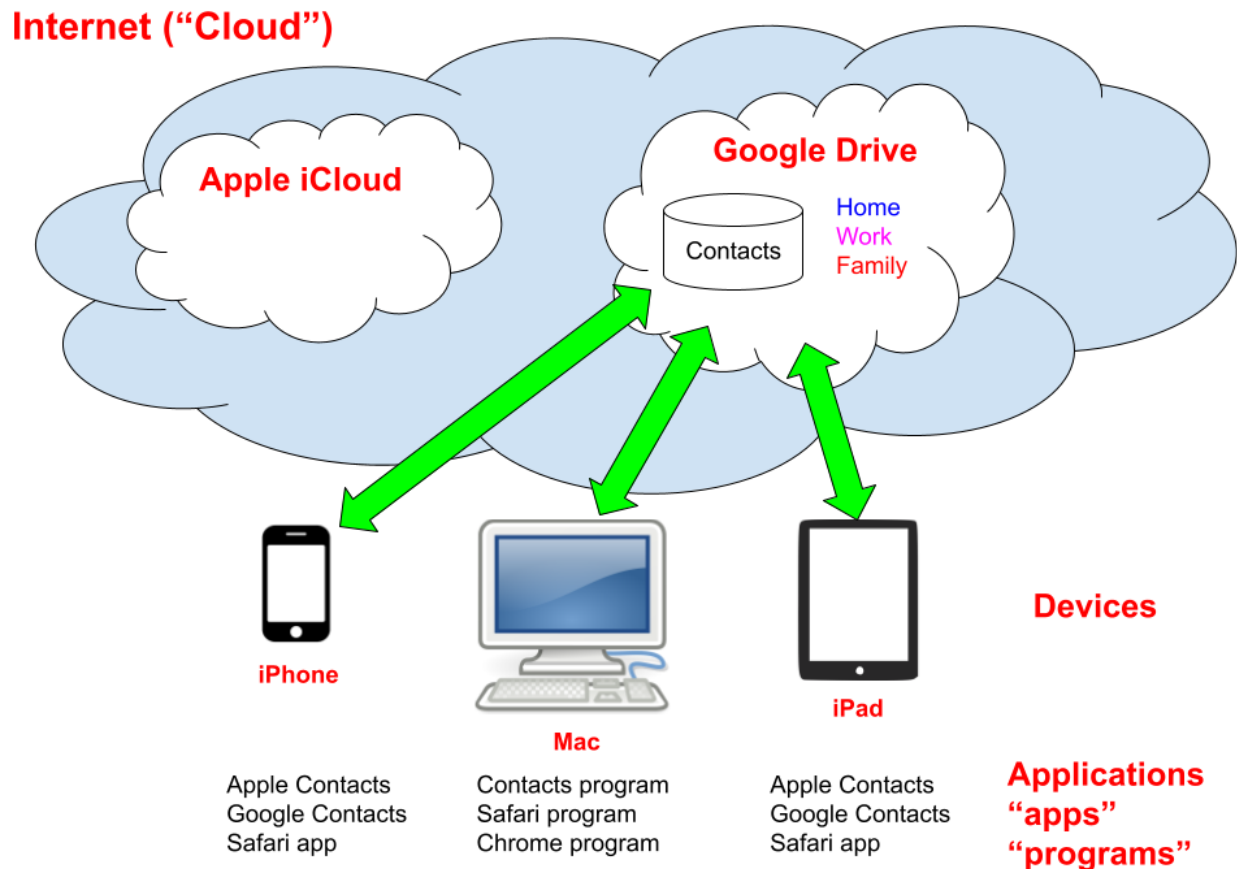 Internet (“Cloud”)
Apple iCloud
Google Drive
Contacts
Home
Work
Family
Devices
iPhone
Mac
iPad
Apple Contacts
Google Contacts
Safari app
Contacts program
Safari program
Chrome program
Apple Contacts
Google Contacts
Safari app
Applications
“apps”
“programs”